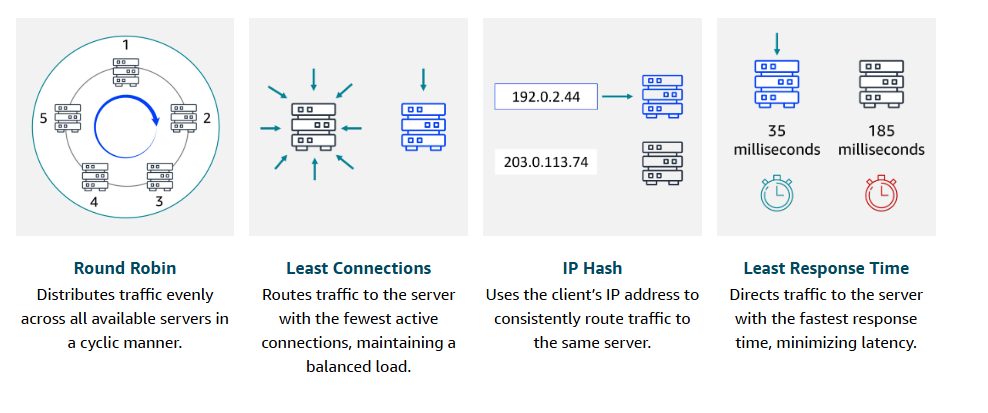 1
2
3
4
5
192.0.2.44
203.0.113.74
35
milliseconds
185
milliseconds
Round Robin
Distributes traffic evenly
across all available servers in
a cyclic manner.
Least Connections
Routes traffic to the server
with the fewest active
connections, maintaining a
balanced load.
IP Hash
Uses the client’s IP address to
consistently route traffic to
the same server.
Least Response Time
Directs traffic to the server
with the fastest response
time, minimizing latency.